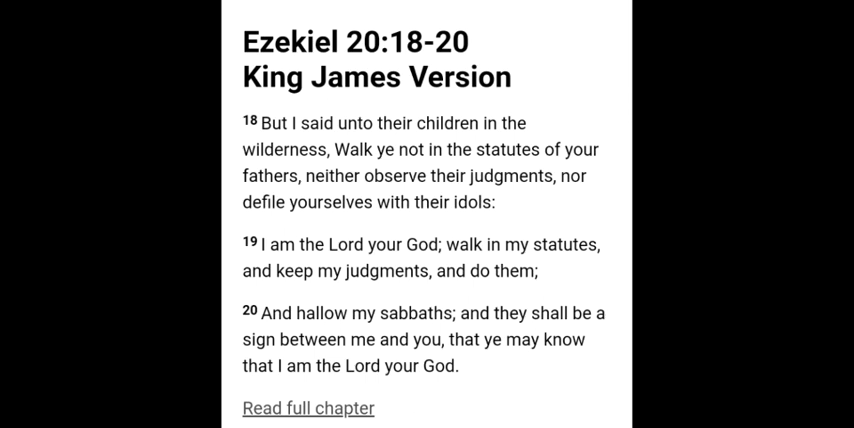 Ezekiel 20:18-20
King James Version
18 But I said unto their children in the
wilderness, Walk ye not in the statutes of your
fathers, neither observe their judgments, nor
defile yourselves with their idols:
19 I am the Lord your God; walk in my statutes,
and keep my judgments, and do them;
20 And hallow my sabbaths; and they shall be a
sign between me and you, that ye may know
that I am the Lord your God.
Read full chapter